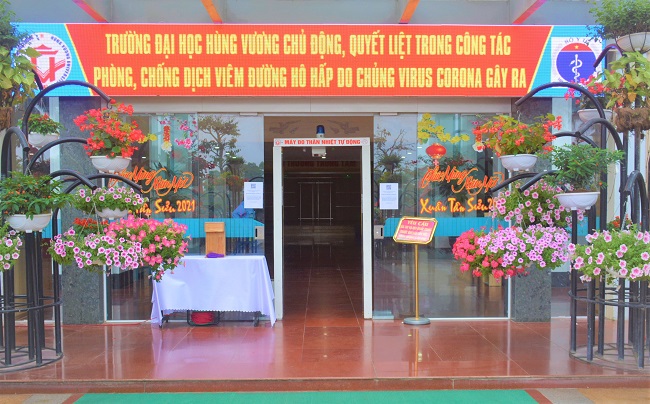 TRƯỜNG ĐẠI HỌC HÙNG VƯƠNG CHỦ ĐỘNG, QUYẾT LIỆT TRONG CÔNG TÁC
PHÒNG, CHỐNG DỊCH VIÊM ĐƯỜNG HÔ HẤP DO CHỦNG VIRUS CORONA GÂY RA
MÁY ĐO THÂN NHIỆT TỰ ĐỘNG
Xuân Tân Sửu 2021
Xuân Tân Sửu 2